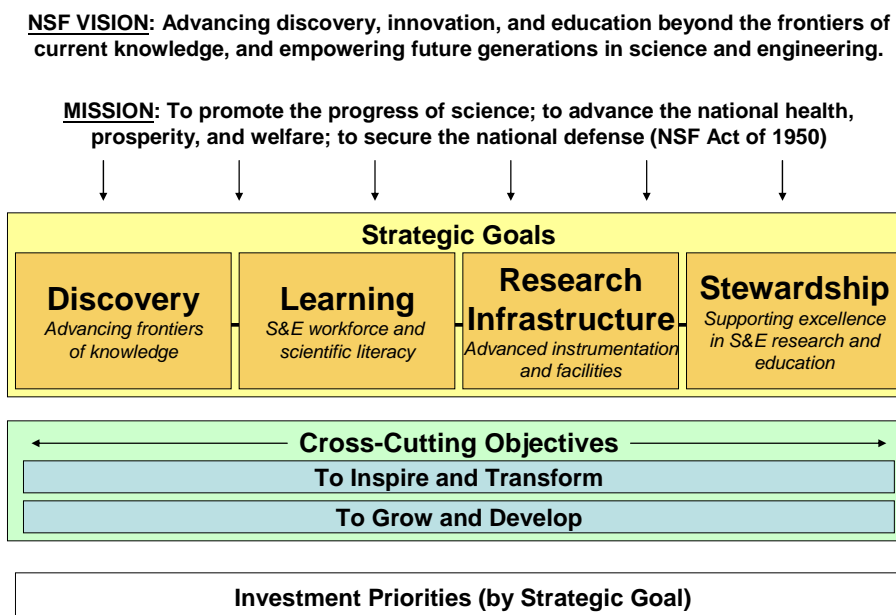 NSF VISION: Advancing discovery, innovation, and education beyond the frontiers of
current knowledge, and empowering future generations in science and engineering.
MISSION: To promote the progress of science; to advance the national health,
prosperity, and welfare; to secure the national defense (NSF Act of 1950)
Strategic Goals
Discovery
Advancing frontiers
of knowledge
Learning
S&E workforce and
scientific literacy
Research
Infrastructure
Advanced instrumentation
and facilities
Stewardship
Supporting excellence
in S&E research and
education
Cross-Cutting Objectives
To Inspire and Transform
To Grow and Develop
Investment Priorities (by Strategic Goal)